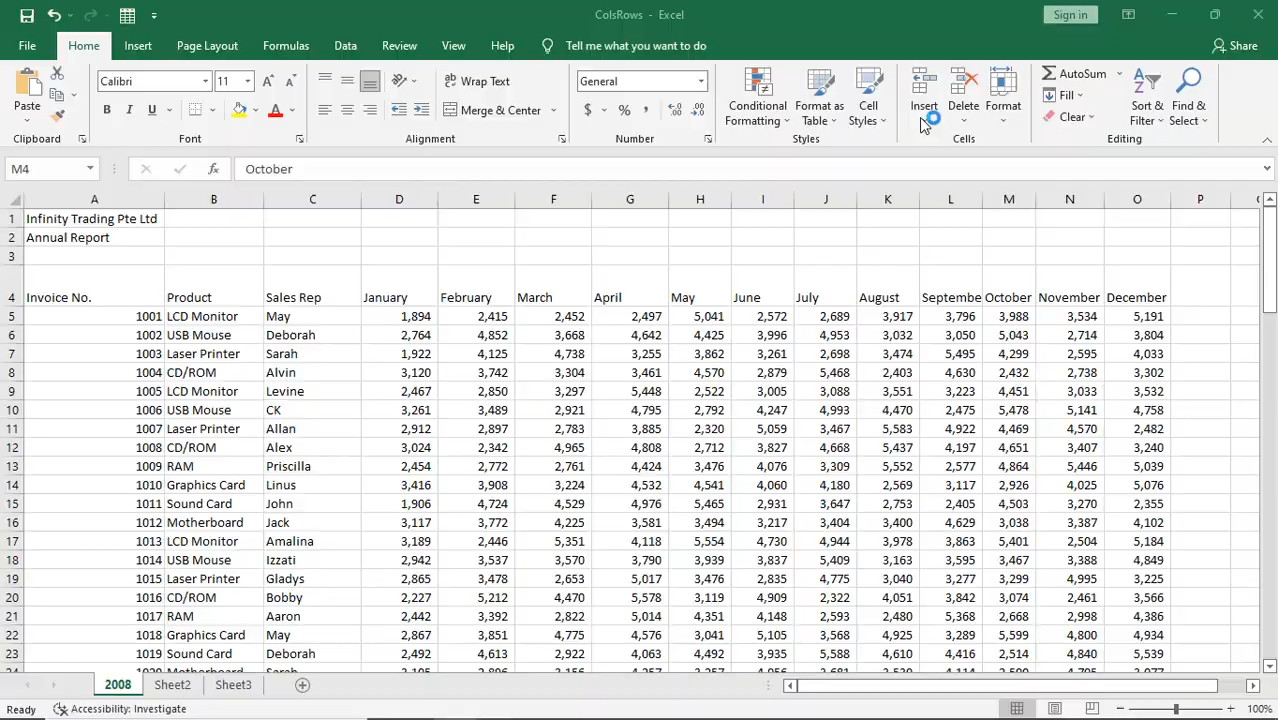 ColsRows - Excel
Sign in
File Home Insert Page Layout Formulas Data Review View Help Tell me what you want to do Share
Paste
Calibri 11
B I U
Wrap Text
Merge & Center
General
$ % ,
Conditional Formatting
Format as Table
Cell Styles
Insert
Delete
Format
AutoSum
Fill
Clear
Sort & Filter
Find & Select
Clipboard Font Alignment Number Styles Cells Editing
M4 fx October
A B C D E F G H I J K L M N O P
1 Infinity Trading Pte Ltd
2 Annual Report
3
4 Invoice No. Product Sales Rep January February March April May June July August Septembe October November December
5 1001 LCD Monitor May 1,894 2,415 2,452 2,497 5,041 2,572 2,689 3,917 3,796 3,988 3,534 5,191
6 1002 USB Mouse Deborah 2,764 4,852 3,668 4,642 4,425 3,996 4,953 3,032 3,050 5,043 2,714 3,804
7 1003 Laser Printer Sarah 1,922 4,125 4,738 3,255 3,862 3,261 2,698 3,474 5,495 4,299 2,595 4,033
8 1004 CD/ROM Alvin 3,120 3,742 3,304 3,461 4,570 2,879 5,468 2,403 4,630 2,432 2,738 3,302
9 1005 LCD Monitor Levine 2,467 2,850 3,297 5,448 2,522 3,005 3,088 3,551 3,223 4,451 3,033 3,532
10 1006 USB Mouse CK 3,261 3,489 2,921 4,795 2,792 4,247 4,993 4,470 2,475 5,478 5,141 4,758
11 1007 Laser Printer Allan 2,912 2,897 2,783 3,885 2,320 5,059 3,467 5,583 4,922 4,469 4,570 2,482
12 1008 CD/ROM Alex 3,024 2,342 4,965 4,808 2,712 3,827 4,668 5,437 4,197 4,651 3,407 3,240
13 1009 RAM Priscilla 2,454 2,772 2,761 4,424 3,476 4,076 3,309 5,552 2,577 4,864 5,446 5,039
14 1010 Graphics Card Linus 3,416 3,908 3,224 4,532 4,541 4,060 4,180 2,569 3,117 2,926 4,025 5,076
15 1011 Sound Card John 1,906 4,724 4,529 4,976 5,465 2,931 3,647 2,753 2,405 4,503 3,270 2,355
16 1012 Motherboard Jack 3,117 3,772 4,225 3,581 3,494 3,217 3,404 3,400 4,629 3,038 3,387 4,102
17 1013 LCD Monitor Amalina 3,189 2,446 5,351 4,118 5,554 4,730 4,944 3,978 3,863 5,401 2,504 5,184
18 1014 USB Mouse Izzati 2,942 3,537 3,570 3,790 3,939 3,837 5,409 3,163 3,595 3,467 3,388 4,849
19 1015 Laser Printer Gladys 2,865 3,478 2,653 5,017 3,476 2,835 4,775 3,040 3,277 3,299 4,995 3,225
20 1016 CD/ROM Bobby 2,227 5,212 4,470 5,578 3,119 4,909 2,322 4,051 3,842 3,074 2,461 3,566
21 1017 RAM Aaron 2,442 3,392 2,822 5,014 4,351 4,148 2,593 2,480 5,368 2,668 2,998 4,386
22 1018 Graphics Card May 2,867 3,851 4,775 4,576 3,041 5,105 3,568 4,925 3,289 5,599 4,800 4,934
23 1019 Sound Card Deborah 2,492 4,613 2,922 4,063 4,492 3,935 5,588 4,610 4,416 2,514 4,840 5,539
2008 Sheet2 Sheet3
Ready Accessibility: Investigate 100%